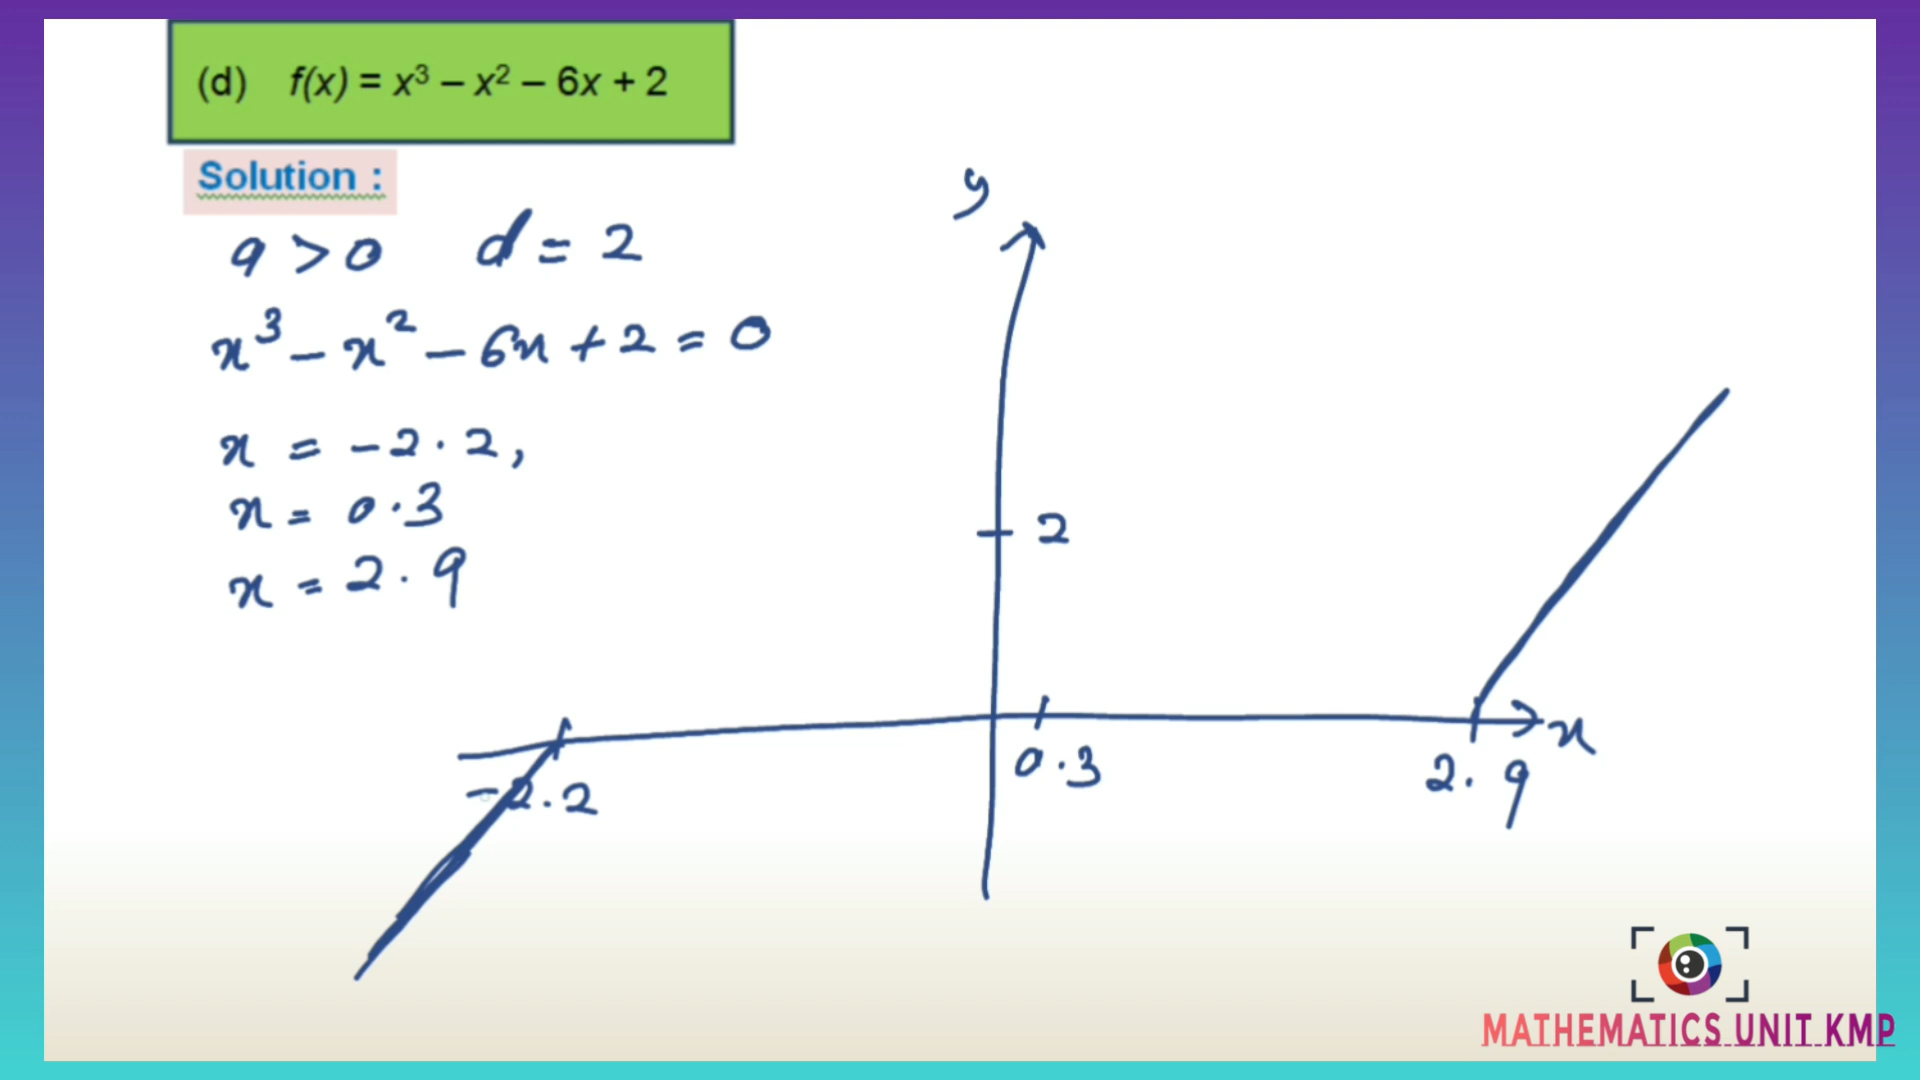 (d) f(x) = x³ – x² – 6x + 2
Solution :
a > 0 d = 2
x³ – x² – 6x + 2 = 0
x = -2.2,
x = 0.3
x = 2.9
y
2
-2.2
0.3
2.9
x
MATHEMATICS UNIT KMP